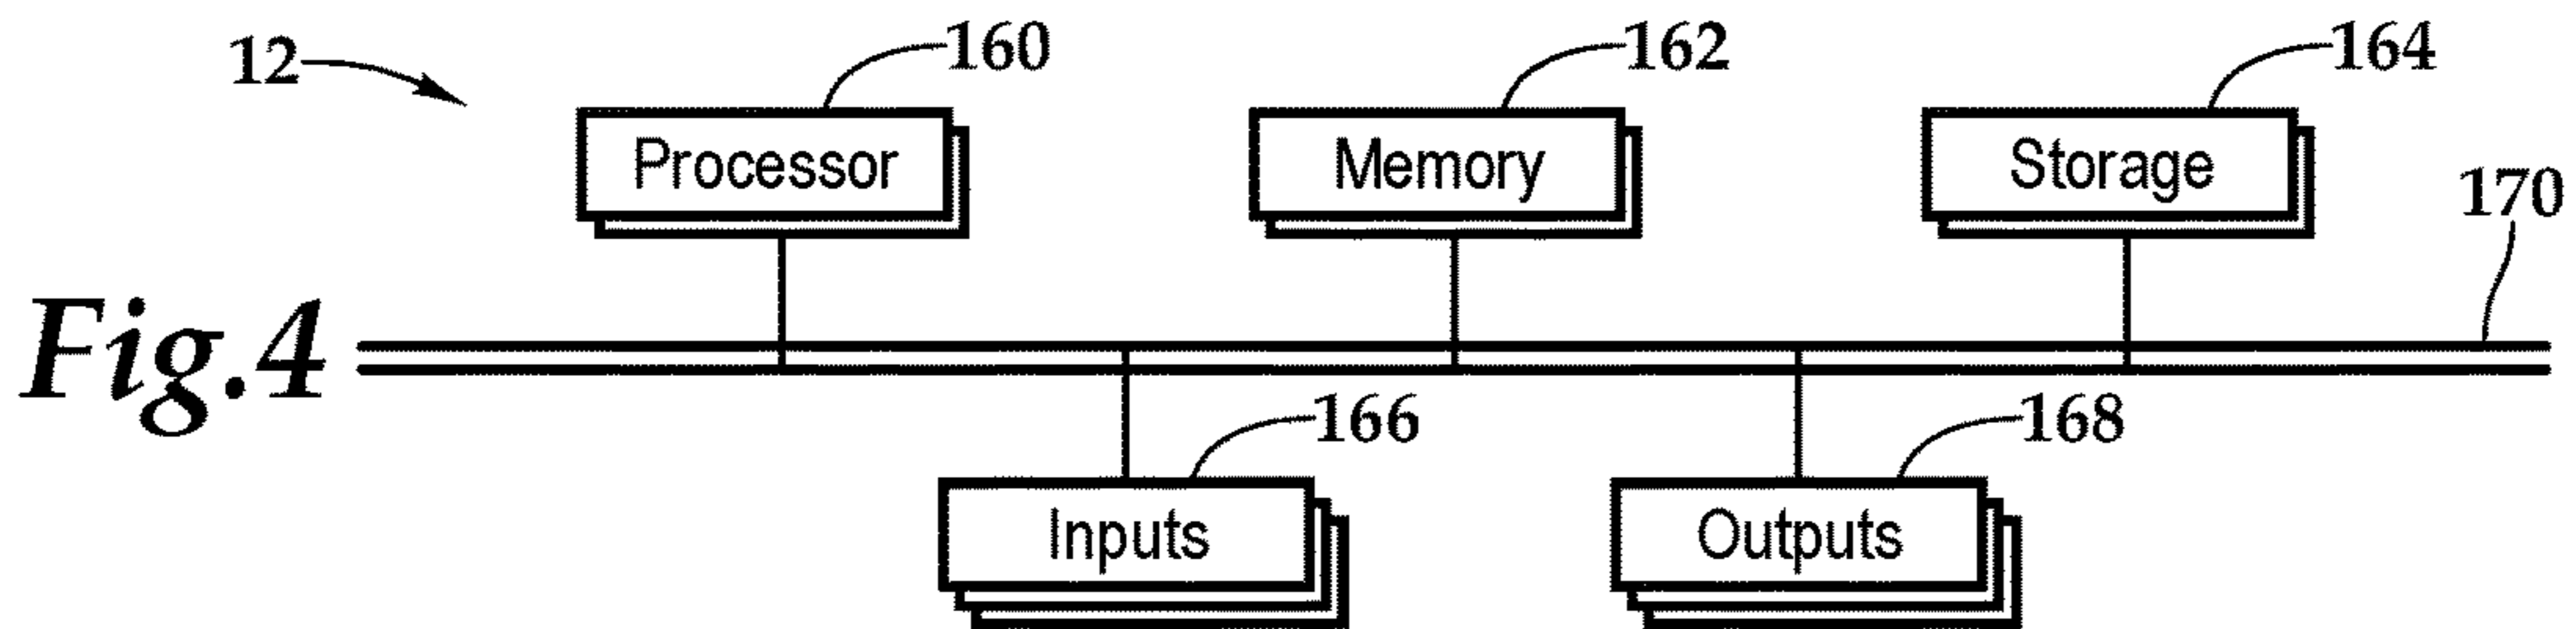 12
160
162
164
Processor
Memory
Storage
170
Fig.4
166
168
Inputs
Outputs